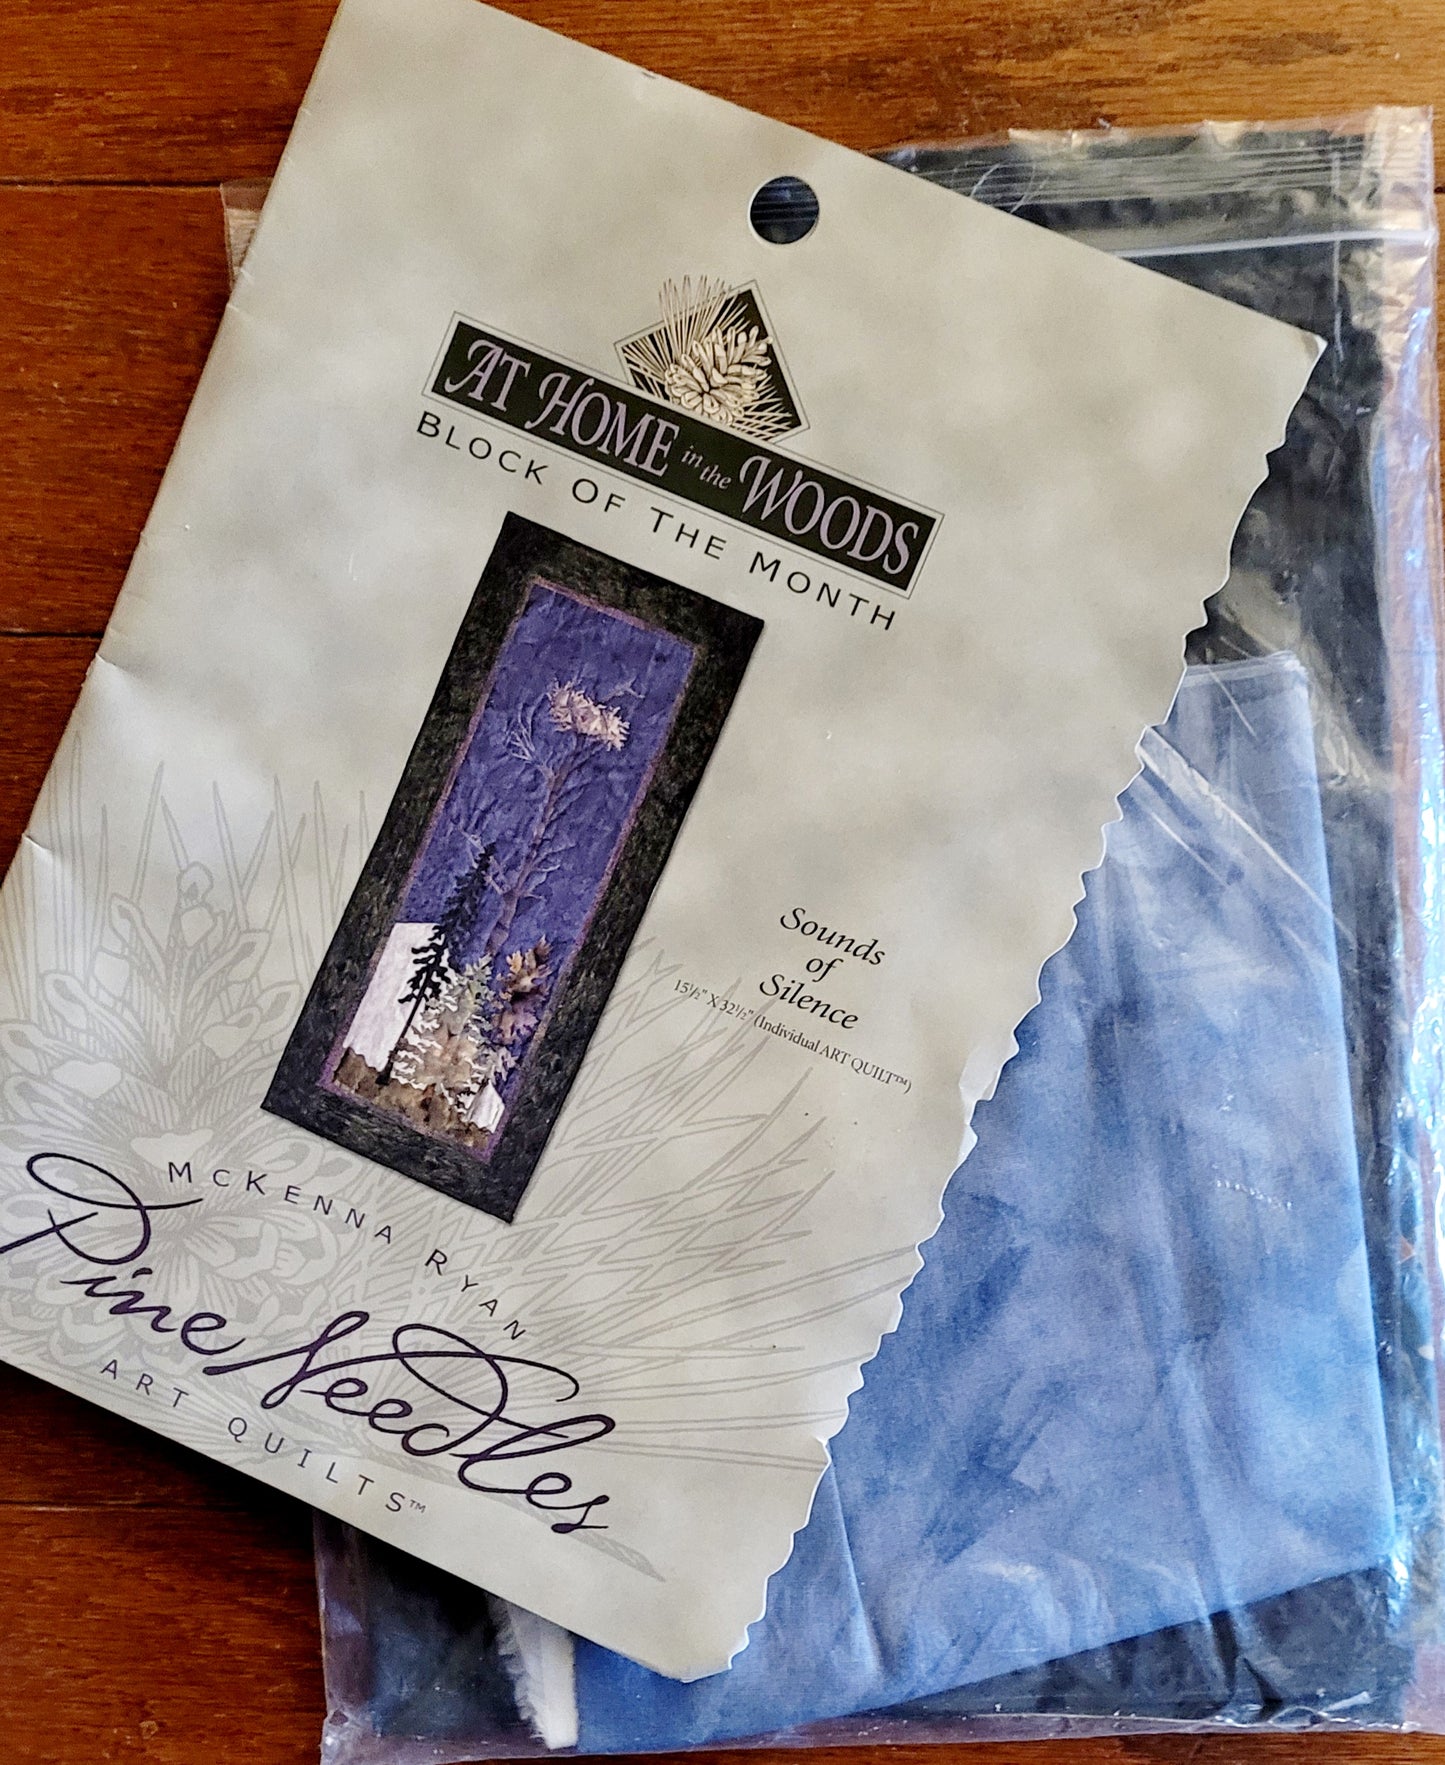 AT HOME in the WOODS
BLOCK OF THE MONTH
Sounds
of
Silence
15½" X 32½" (Individual ART QUILT™)
MCKENNA RYAN
Pine Needles
ART QUILTS™